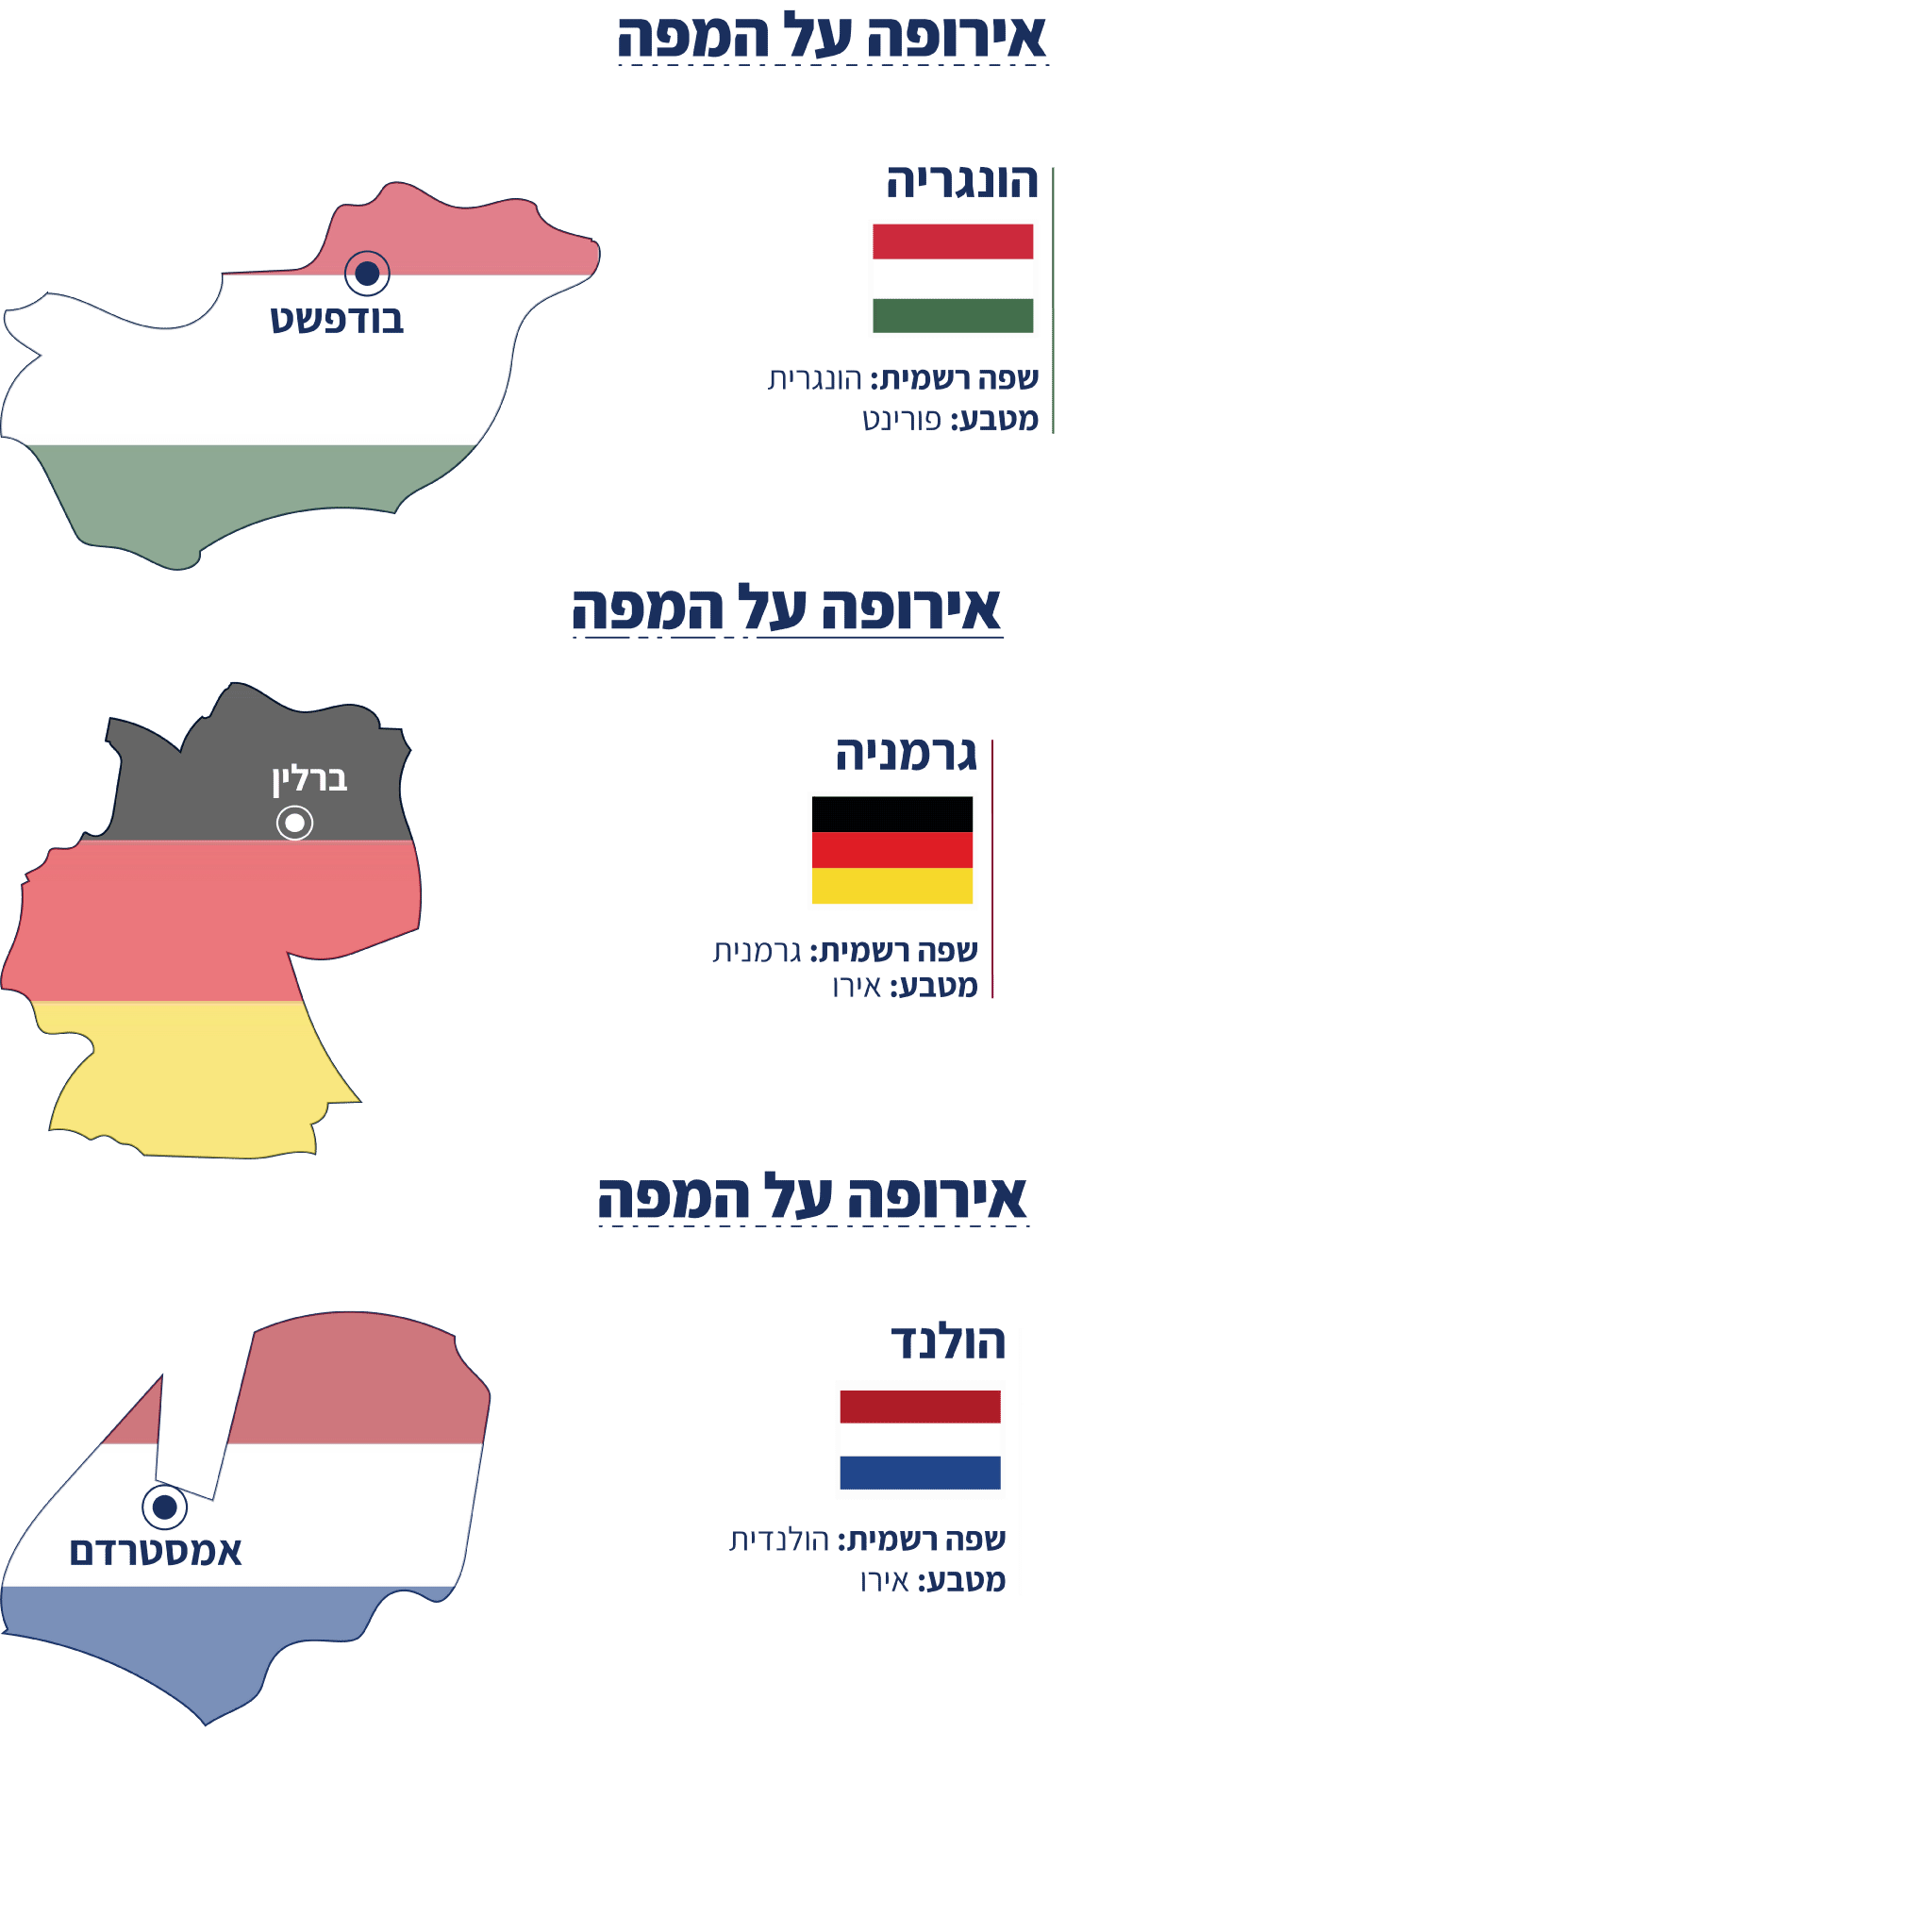 אירופה על המפה
הונגריה
בודפשט
שפה רשמית: הונגרית
מטבע: פורינט
אירופה על המפה
גרמניה
ברלין
שפה רשמית: גרמנית
מטבע: אירו
אירופה על המפה
הולנד
אמסטרדם
שפה רשמית: הולנדית
מטבע: אירו